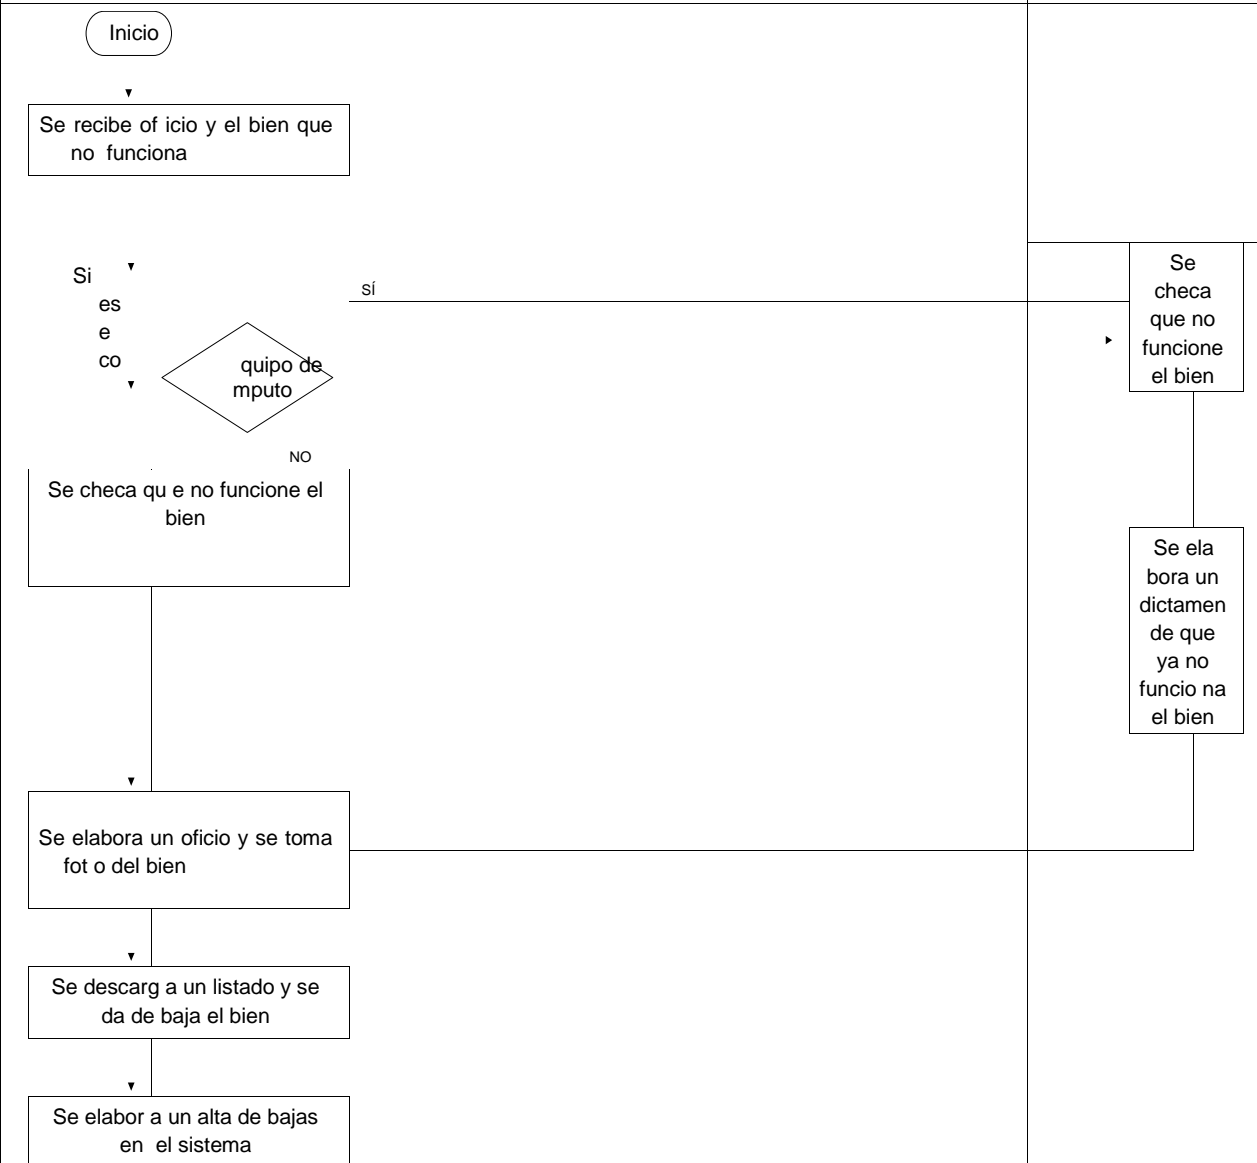 Inicio
Se recibe of icio y el bien que
no funciona
Si
es
e
co
quipo de
mputo
SÍ
NO
Se checa qu e no funcione el
bien
Se
checa
que no
funcione
el bien
Se ela
bora un
dictamen
de que
ya no
funcio na
el bien
Se elabora un oficio y se toma
fot o del bien
Se descarg a un listado y se
da de baja el bien
Se elabor a un alta de bajas
en el sistema